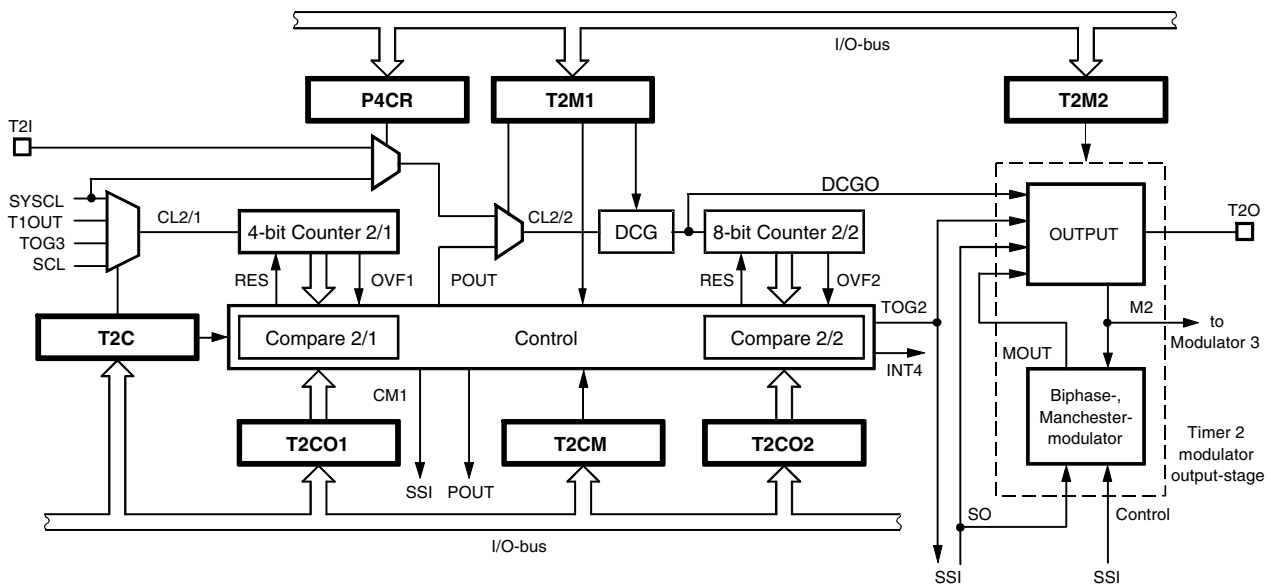 I/O-bus
P4CR
T2M1
T2M2
T2I
SYSCL
T1OUT
TOG3
SCL
CL2/1
4-bit Counter 2/1
CL2/2
DCG
8-bit Counter 2/2
DCGO
OUTPUT
T2O
RES
OVF1
POUT
RES
OVF2
TOG2
M2
to
Modulator 3
T2C
Compare 2/1
Control
Compare 2/2
INT4
MOUT
CM1
Biphase-,
Manchester-
modulator
T2CO1
T2CM
T2CO2
Timer 2
modulator
output-stage
SSI
POUT
SO
Control
I/O-bus
SSI
SSI